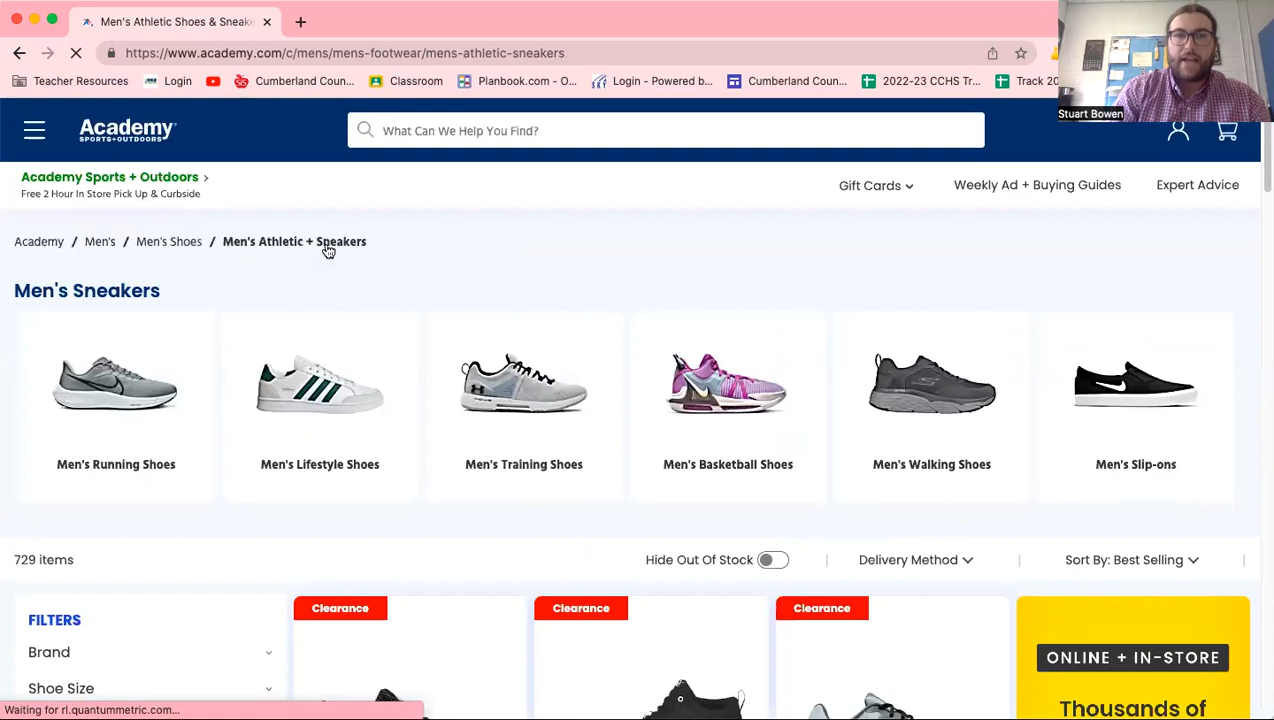 Men's Athletic Shoes & Sneake
https://www.academy.com/c/mens/mens-footwear/mens-athletic-sneakers
Teacher Resources
Login
Cumberland Coun...
Classes
Planbook.com - O...
Login - Powered b...
Cumberland Coun...
2022-23 CCHS Tr...
Track 20
Stuart Bowen
Academy
SPORTS+OUTDOORS
What Can We Help You Find?
Academy Sports + Outdoors
Free 2 Hour In Store Pick Up & Curbside
Gift Cards
Weekly Ad + Buying Guides
Expert Advice
Academy / Men's / Men's Shoes / Men's Athletic + Sneakers
Men's Sneakers
Men's Running Shoes
Men's Lifestyle Shoes
Men's Training Shoes
Men's Basketball Shoes
Men's Walking Shoes
Men's Slip-ons
729 items
Hide Out Of Stock
Delivery Method
Sort By: Best Selling
FILTERS
Brand
Shoe Size
Clearance
Clearance
Clearance
ONLINE + IN-STORE
Thousands of
Waiting for rl.quantummetric.com...